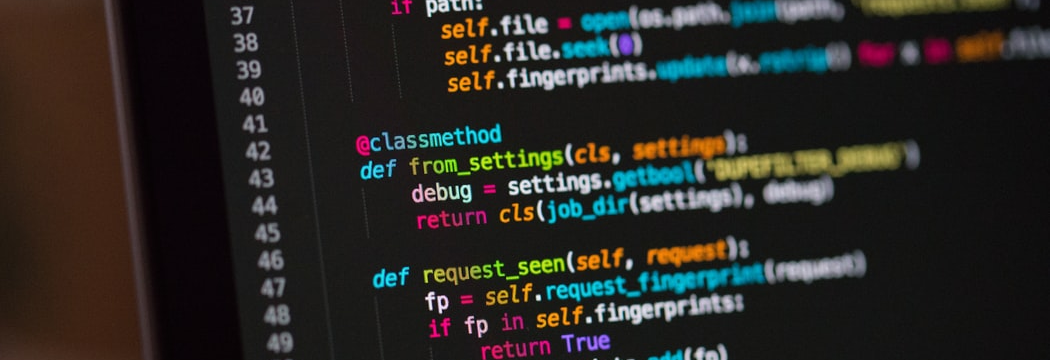 37 if path:
38 self.file = open(os.path.join(path,
39 self.file.seek(0)
40 self.fingerprints.update(x.rstrip() for x in self.file
41
42 @classmethod
43 def from_settings(cls, settings):
44 debug = settings.getbool('DUPEFILTER_DEBUG')
45 return cls(job_dir(settings), debug)
46
47 def request_seen(self, request):
48 fp = self.request_fingerprint(request)
49 if fp in self.fingerprints:
return True
add(fp)